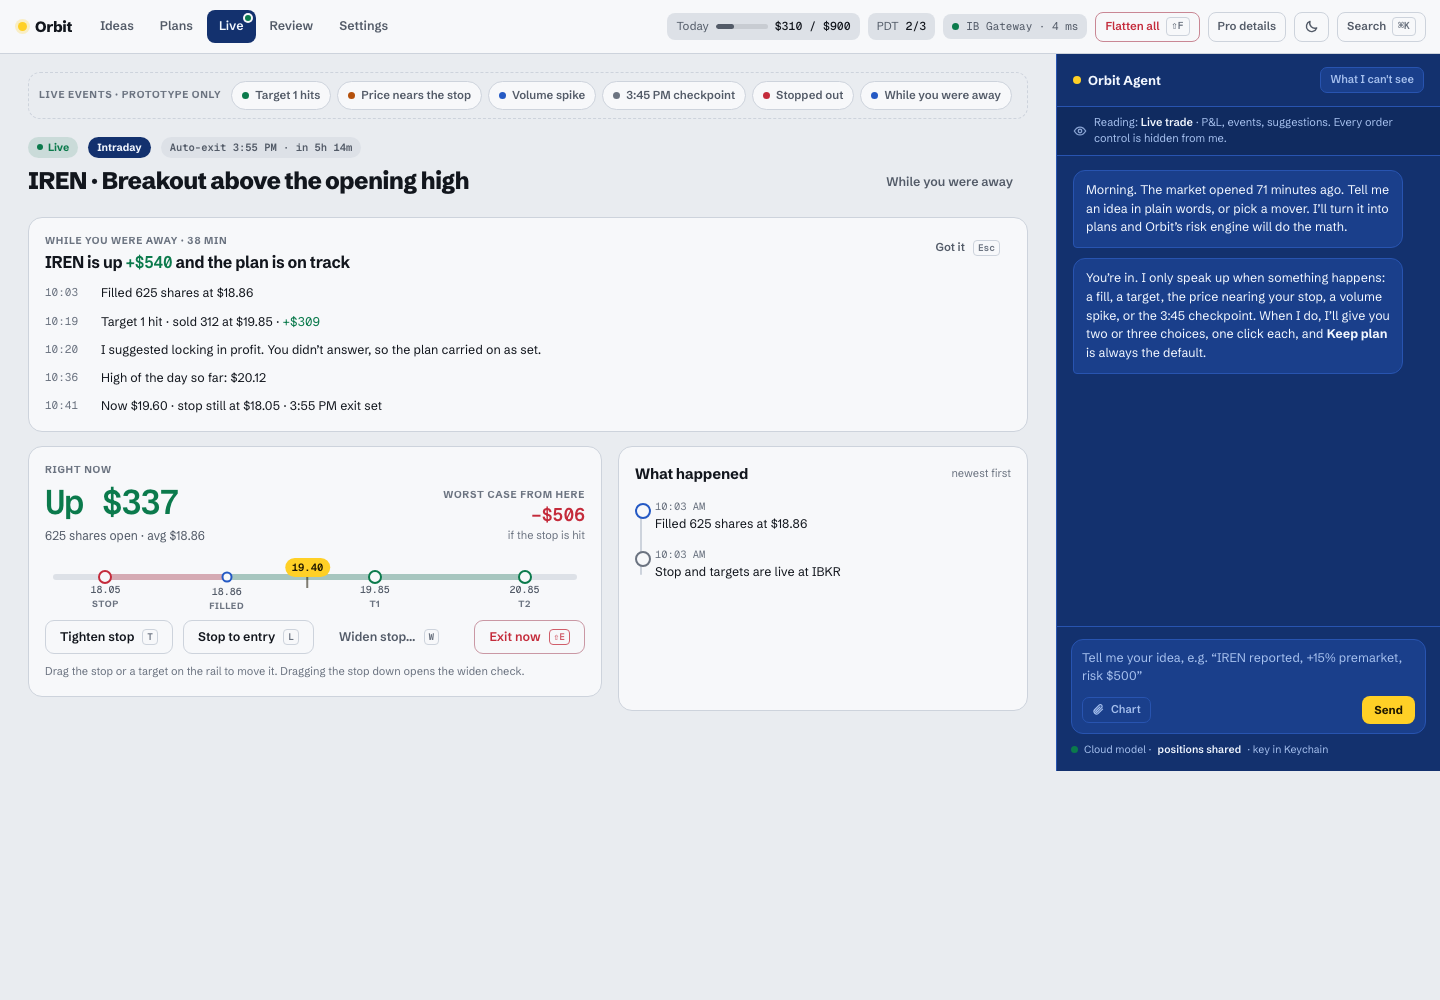 Orbit
Ideas
Plans
Live
Review
Settings
Today $310 / $900
PDT 2/3
IB Gateway · 4 ms
Flatten all ⇧F
Pro details
Search ⌘K
LIVE EVENTS · PROTOTYPE ONLY
Target 1 hits
Price nears the stop
Volume spike
3:45 PM checkpoint
Stopped out
While you were away
Live
Intraday
Auto-exit 3:55 PM · in 5h 14m
IREN · Breakout above the opening high
While you were away
WHILE YOU WERE AWAY · 38 MIN
IREN is up +$540 and the plan is on track
Got it Esc
10:03 Filled 625 shares at $18.86
10:19 Target 1 hit · sold 312 at $19.85 · +$309
10:20 I suggested locking in profit. You didn’t answer, so the plan carried on as set.
10:36 High of the day so far: $20.12
10:41 Now $19.60 · stop still at $18.05 · 3:55 PM exit set
RIGHT NOW
Up $337
625 shares open · avg $18.86
WORST CASE FROM HERE
−$506
if the stop is hit
19.40
18.05
STOP
18.86
FILLED
19.85
T1
20.85
T2
Tighten stop T
Stop to entry L
Widen stop… W
Exit now ⇧E
Drag the stop or a target on the rail to move it. Dragging the stop down opens the widen check.
What happened
newest first
10:03 AM
Filled 625 shares at $18.86
10:03 AM
Stop and targets are live at IBKR
Orbit Agent
What I can't see
Reading: Live trade · P&L, events, suggestions. Every order
control is hidden from me.
Morning. The market opened 71 minutes ago. Tell me
an idea in plain words, or pick a mover. I’ll turn it into
plans and Orbit’s risk engine will do the math.
You’re in. I only speak up when something happens:
a fill, a target, the price nearing your stop, a volume
spike, or the 3:45 checkpoint. When I do, I’ll give you
two or three choices, one click each, and Keep plan
is always the default.
Tell me your idea, e.g. “IREN reported, +15% premarket,
risk $500”
Chart
Send
Cloud model · positions shared · key in Keychain